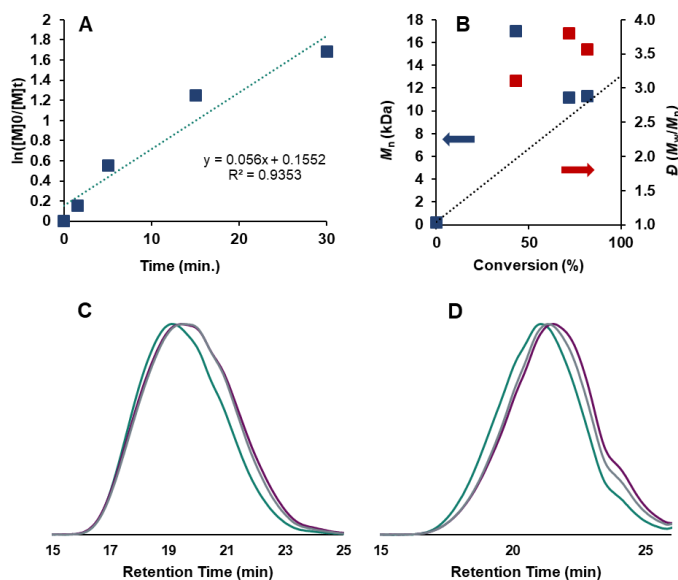 A
2
1.8
1.6
1.4
1.2
1
0.8
0.6
0.4
0.2
0
ln([M]0/[M]t)
y = 0.056x + 0.1552
R² = 0.9353
0 10 20 30
Time (min.)
B
18
16
14
12
10
8
6
4
2
0
Mn (kDa)
4.0
3.5
3.0
2.5
2.0
1.5
1.0
Đ (Mw/Mn)
0 50 100
Conversion (%)
C
15 17 19 21 23 25
Retention Time (min)
D
15 20 25
Retention Time (min)